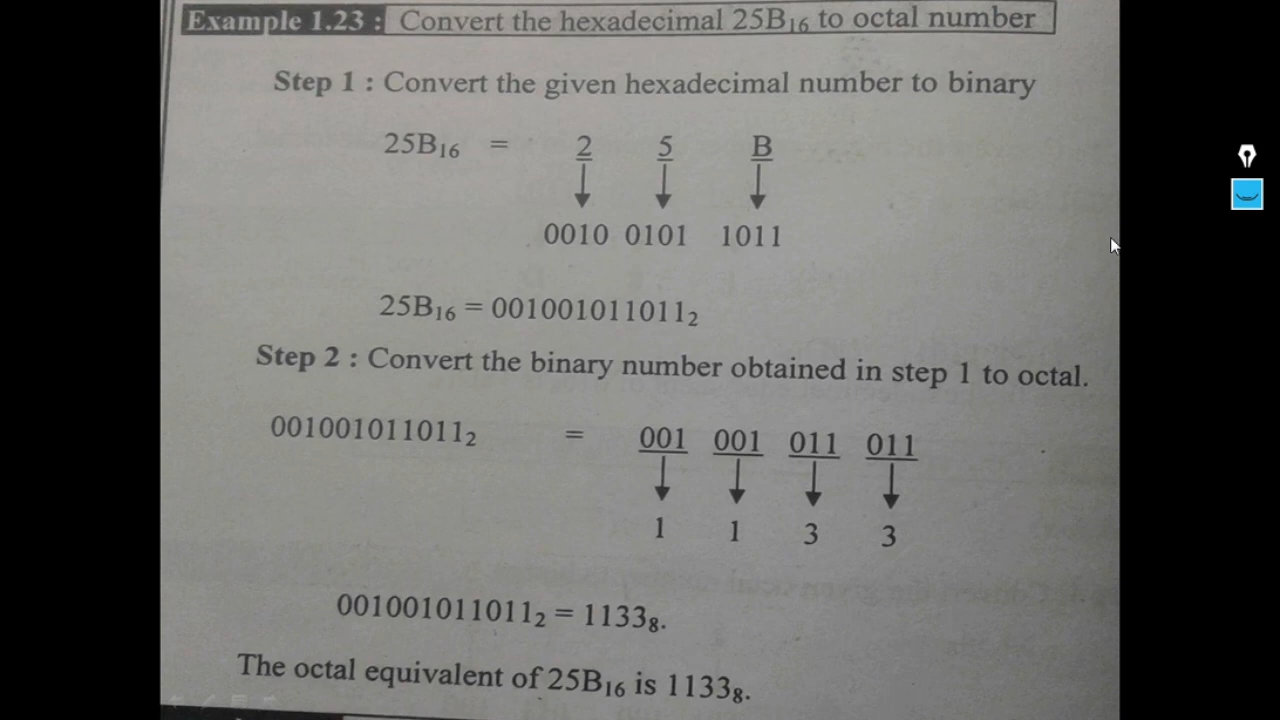 Example 1.23 : Convert the hexadecimal 25B₁₆ to octal number
Step 1 : Convert the given hexadecimal number to binary
25B₁₆ = 2 5 B
0010 0101 1011
25B₁₆ = 001001011011₂
Step 2 : Convert the binary number obtained in step 1 to octal.
001001011011₂ = 001 001 011 011
1 1 3 3
001001011011₂ = 1133₈.
The octal equivalent of 25B₁₆ is 1133₈.